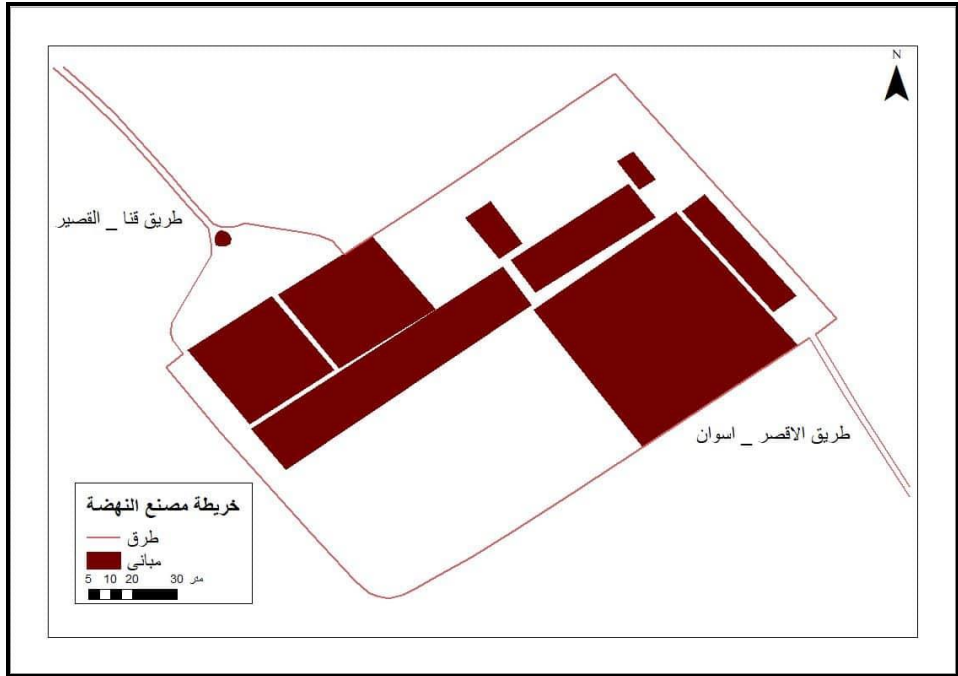 N
طريق قنا _ القصير
طريق الاقصر _ اسوان
خريطة مصنع النهضة
طرق
مبانى
5 10 20 30 متر